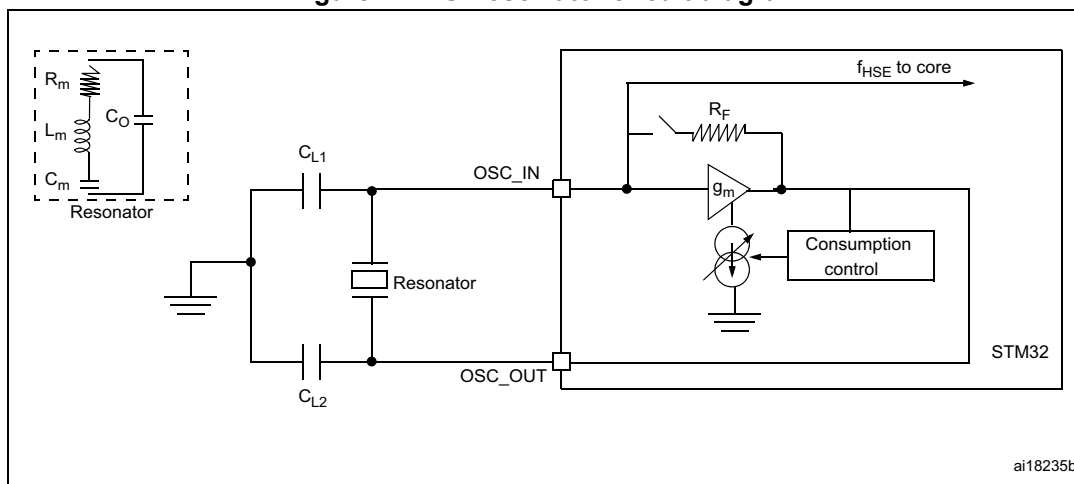 f_HSE to core
R_m
R_F
C_O
L_m
C_L1
OSC_IN
g_m
C_m
Resonator
Consumption
control
Resonator
STM32
OSC_OUT
C_L2
ai18235b